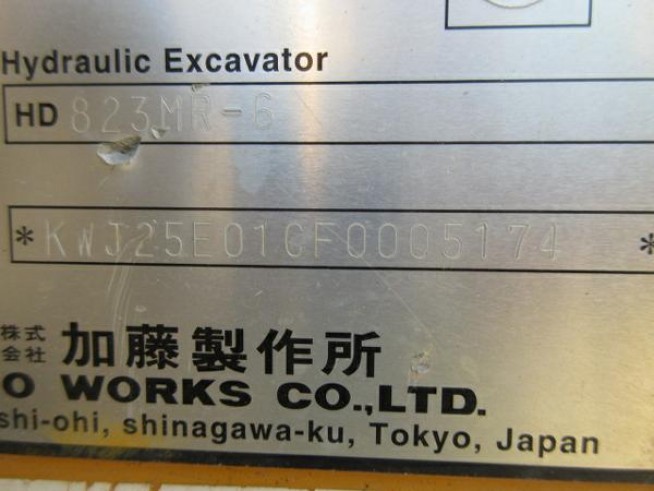 Hydraulic Excavator
HD 823MR-6
*KWJ25E01CF0005174*
株式会社 加藤製作所
O WORKS CO.,LTD.
shi-ohi, shinagawa-ku, Tokyo, Japan